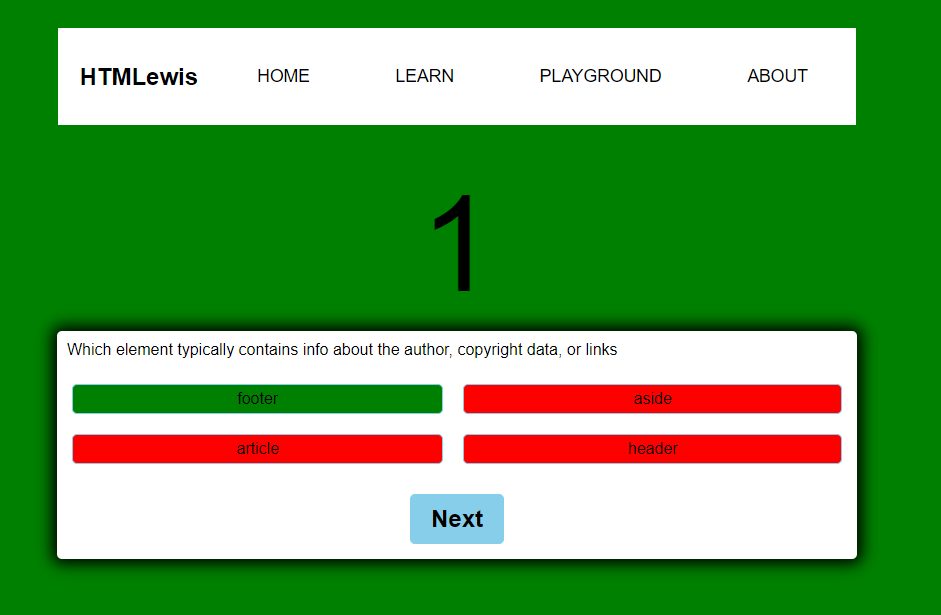 HTMLewis HOME LEARN PLAYGROUND ABOUT
1
Which element typically contains info about the author, copyright data, or links
footer aside
article header
Next